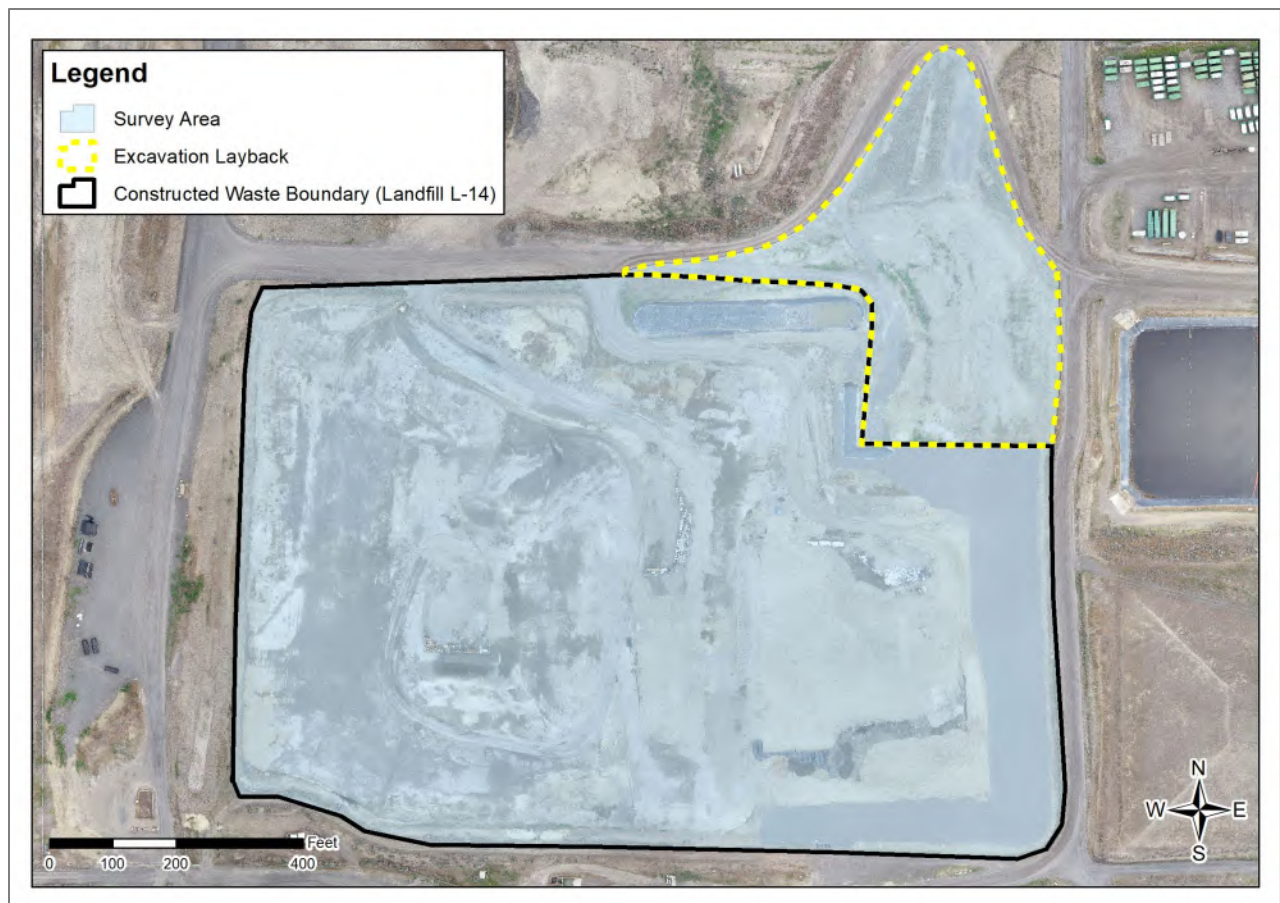 Legend
Survey Area
Excavation Layback
Constructed Waste Boundary (Landfill L-14)
N
W E
S
Feet
0 100 200 400